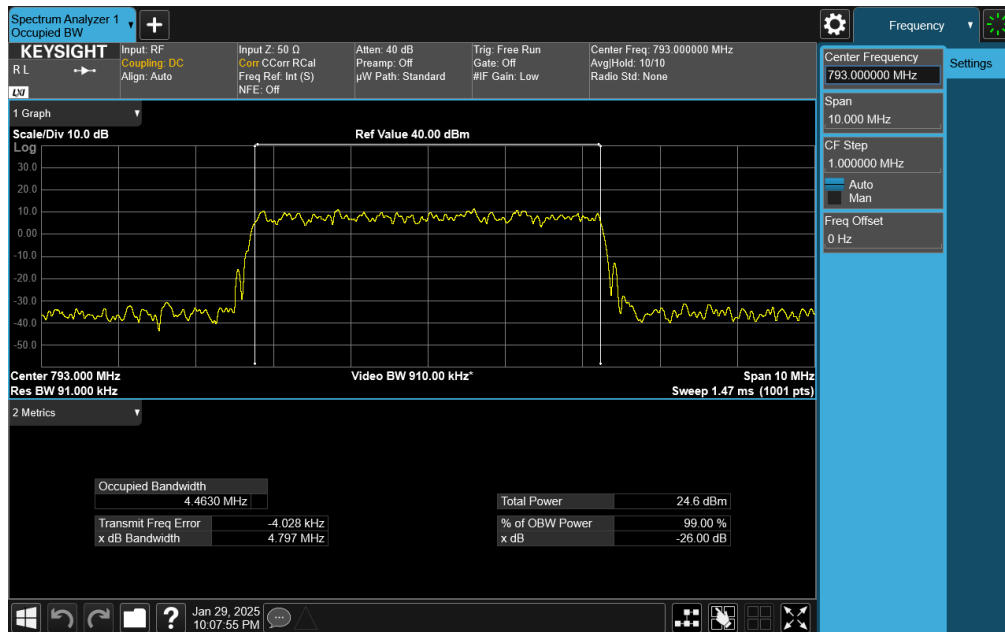 Spectrum Analyzer 1
Occupied BW
Frequency
KEYSIGHT
R L
LXI
Input: RF
Coupling: DC
Align: Auto
Input Z: 50 Ω
Corr CCorr RCal
Freq Ref: Int (S)
NFE: Off
Atten: 40 dB
Preamp: Off
µW Path: Standard
Trig: Free Run
Gate: Off
#IF Gain: Low
Center Freq: 793.000000 MHz
Avg|Hold: 10/10
Radio Std: None
Center Frequency
793.000000 MHz
Settings
Span
10.000 MHz
CF Step
1.000000 MHz
Auto
Man
Freq Offset
0 Hz
1 Graph
Scale/Div 10.0 dB
Ref Value 40.00 dBm
Log
30.0
20.0
10.0
0.00
-10.0
-20.0
-30.0
-40.0
-50.0
Center 793.000 MHz
Video BW 910.00 kHz*
Span 10 MHz
Res BW 91.000 kHz
Sweep 1.47 ms (1001 pts)
2 Metrics
Occupied Bandwidth
4.4630 MHz
Total Power 24.6 dBm
Transmit Freq Error -4.028 kHz
% of OBW Power 99.00 %
x dB Bandwidth 4.797 MHz
x dB -26.00 dB
Jan 29, 2025
10:07:55 PM